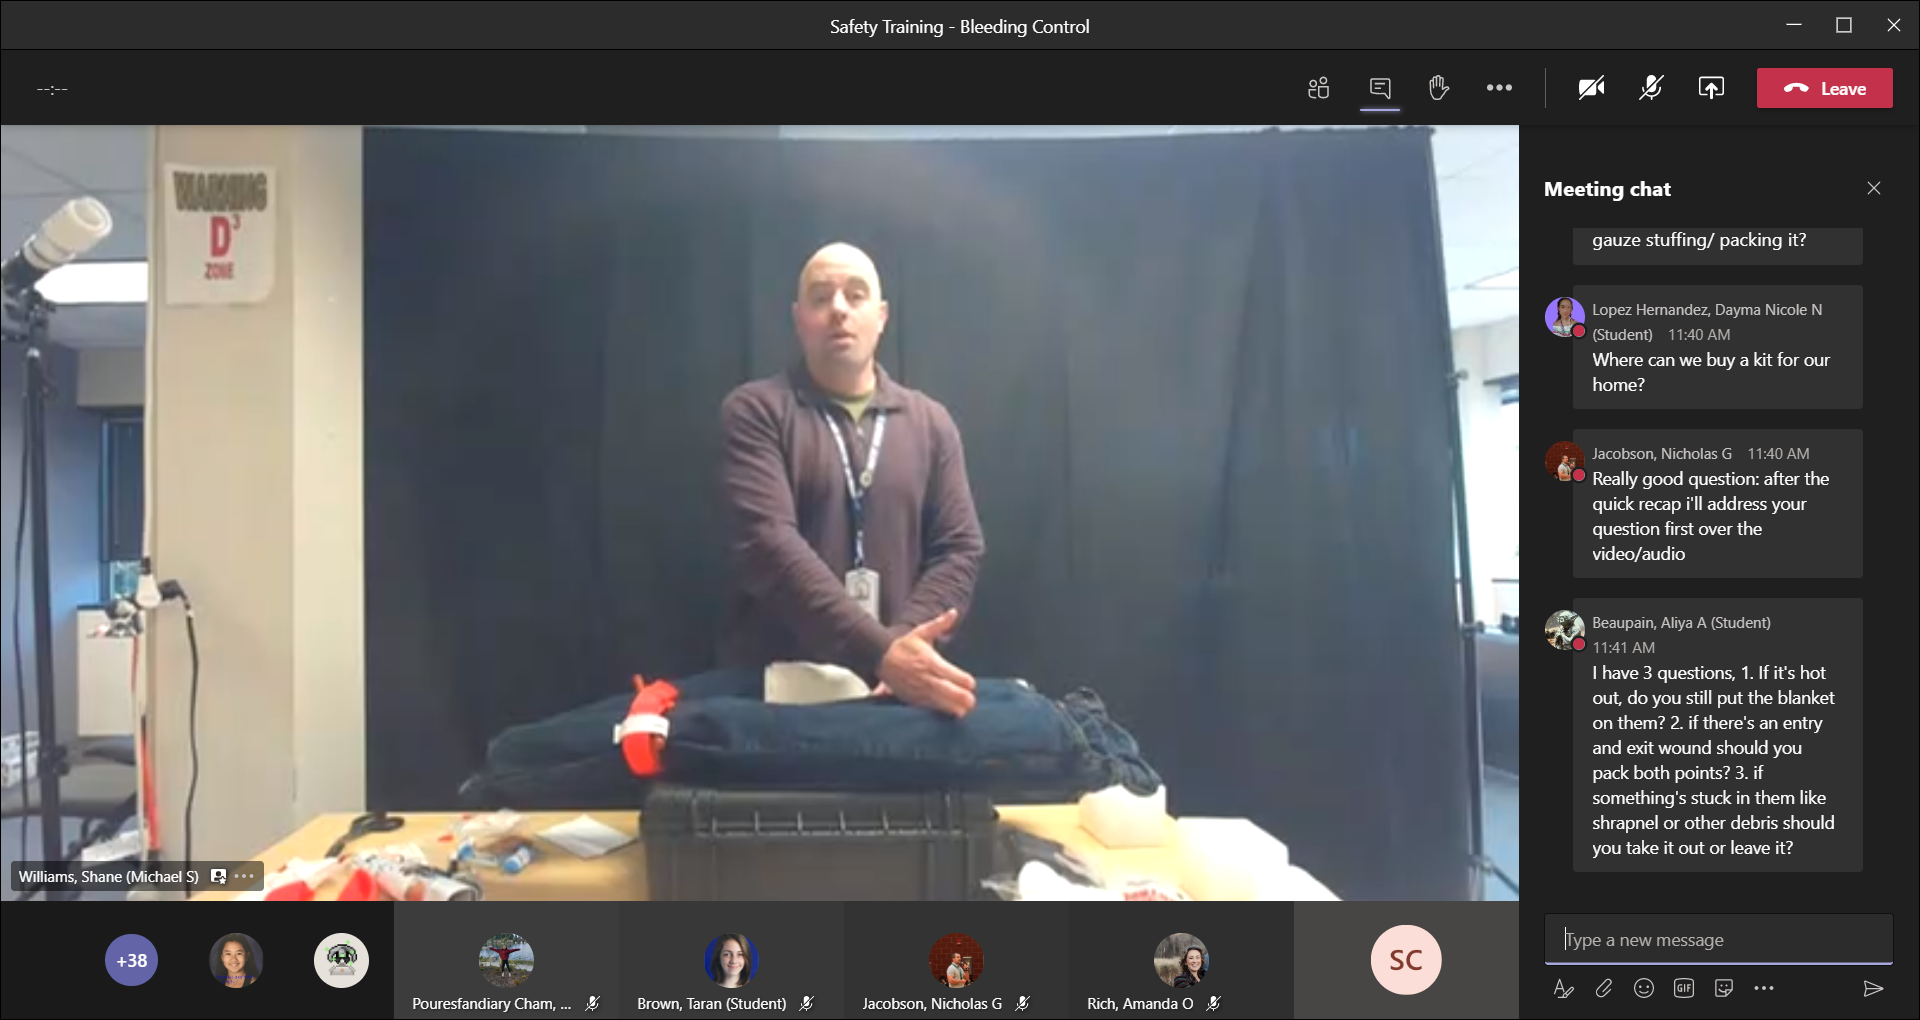 Safety Training - Bleeding Control
--:--
Leave
WARNING
D3
ZONE
Williams, Shane (Michael S)
Meeting chat
gauze stuffing/ packing it?
Lopez Hernandez, Dayma Nicole N
(Student) 11:40 AM
Where can we buy a kit for our
home?
Jacobson, Nicholas G 11:40 AM
Really good question: after the
quick recap i'll address your
question first over the
video/audio
Beaupain, Aliya A (Student)
11:41 AM
I have 3 questions, 1. If it's hot
out, do you still put the blanket
on them? 2. if there's an entry
and exit wound should you
pack both points? 3. if
something's stuck in them like
shrapnel or other debris should
you take it out or leave it?
Type a new message
GIF
+38
Pouresfandiary Cham, ...
Brown, Taran (Student)
Jacobson, Nicholas G
Rich, Amanda O
SC